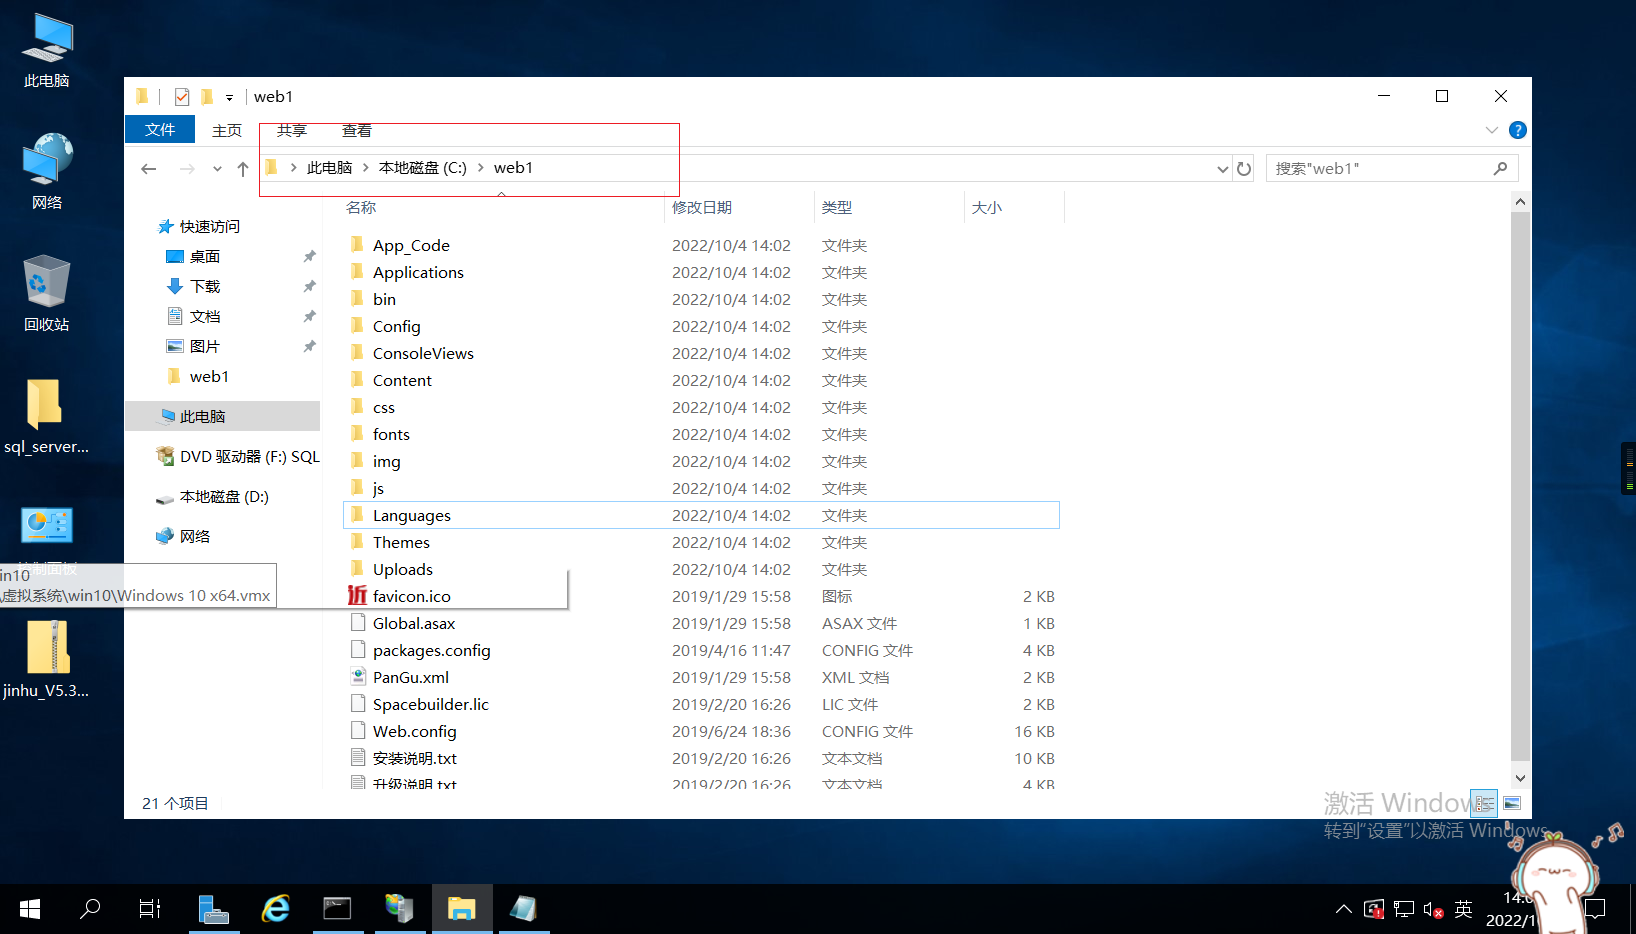 此电脑
网络
回收站
sql_server...
in10
\虚拟系统\win10\Windows 10 x64.vmx
jinhu_V5.3...
web1
文件 主页 共享 查看
此电脑 本地磁盘 (C:) web1
搜索"web1"
快速访问
桌面
下载
文档
图片
web1
此电脑
DVD 驱动器 (F:) SQL
本地磁盘 (D:)
网络
名称 修改日期 类型 大小
App_Code 2022/10/4 14:02 文件夹
Applications 2022/10/4 14:02 文件夹
bin 2022/10/4 14:02 文件夹
Config 2022/10/4 14:02 文件夹
ConsoleViews 2022/10/4 14:02 文件夹
Content 2022/10/4 14:02 文件夹
css 2022/10/4 14:02 文件夹
fonts 2022/10/4 14:02 文件夹
img 2022/10/4 14:02 文件夹
js 2022/10/4 14:02 文件夹
Languages 2022/10/4 14:02 文件夹
Themes 2022/10/4 14:02 文件夹
Uploads 2022/10/4 14:02 文件夹
近 favicon.ico 2019/1/29 15:58 图标 2 KB
Global.asax 2019/1/29 15:58 ASAX 文件 1 KB
packages.config 2019/4/16 11:47 CONFIG 文件 4 KB
PanGu.xml 2019/1/29 15:58 XML 文档 2 KB
Spacebuilder.lic 2019/2/20 16:26 LIC 文件 2 KB
Web.config 2019/6/24 18:36 CONFIG 文件 16 KB
安装说明.txt 2019/2/20 16:26 文本文档 10 KB
升级说明.txt 2019/2/20 16:26 文本文档 4 KB
21 个项目
激活 Windows
转到"设置"以激活 Windows
英
14:0
2022/1